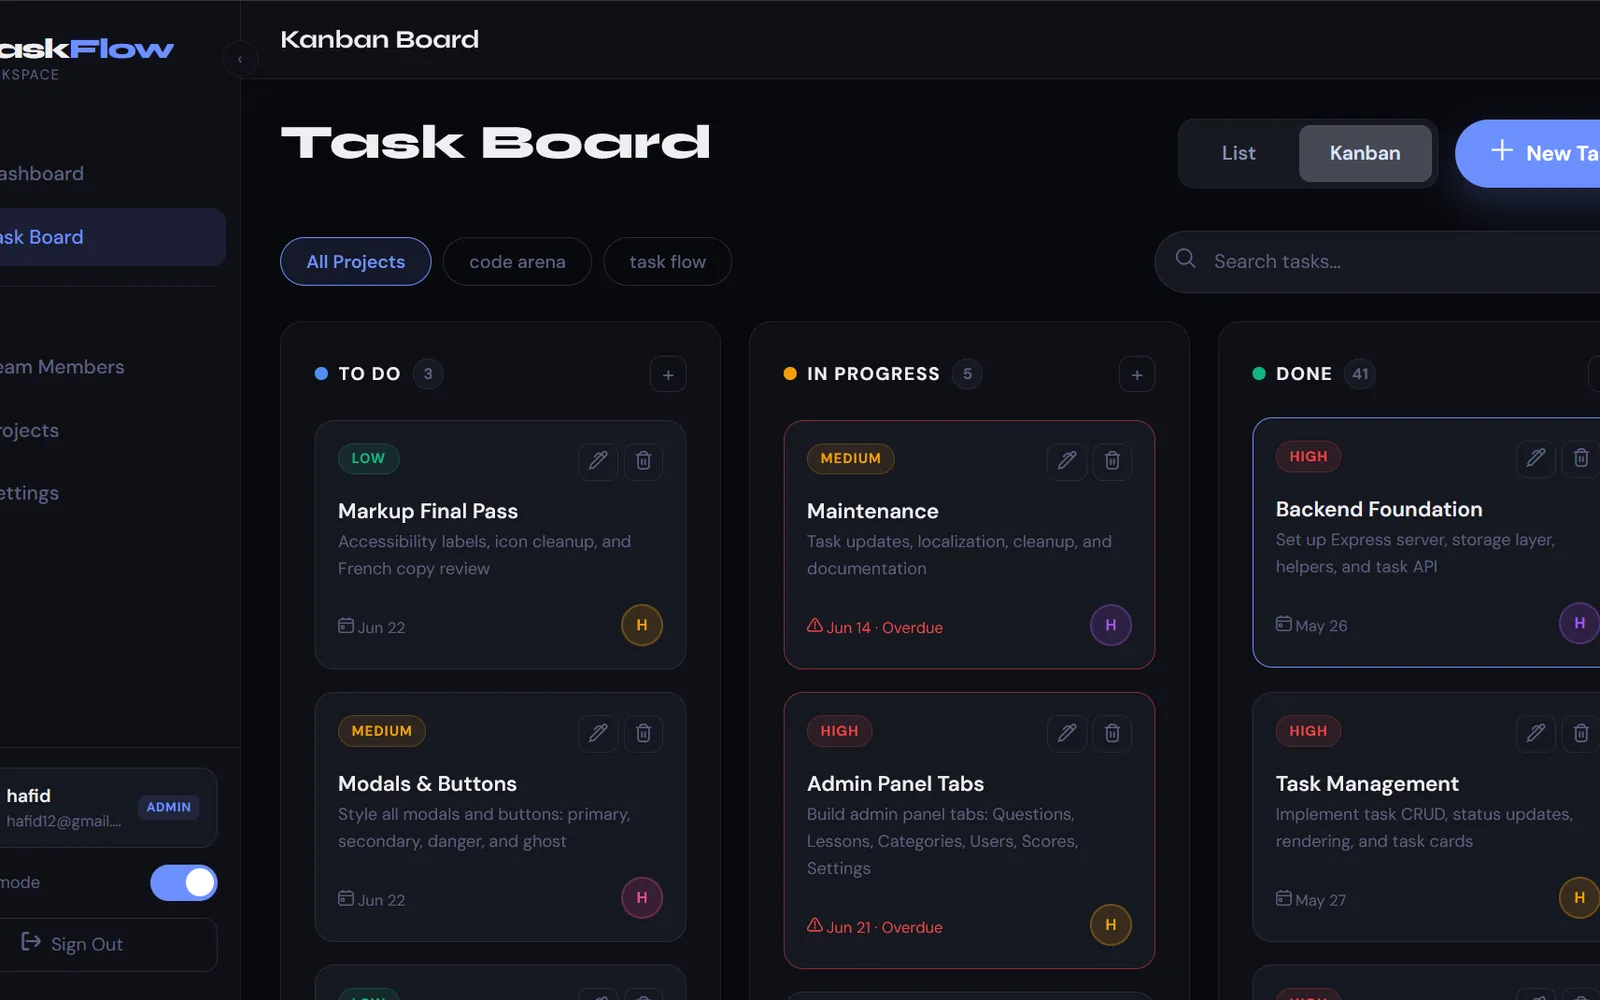 askFlow
KSPACE
ashboard
ask Board
eam Members
rojects
ettings
hafid
hafid12@gmail....
ADMIN
mode
Sign Out
Kanban Board
Task Board
List
Kanban
New Ta
All Projects
code arena
task flow
Search tasks...
TO DO 3
LOW
Markup Final Pass
Accessibility labels, icon cleanup, and
French copy review
Jun 22
H
MEDIUM
Modals & Buttons
Style all modals and buttons: primary,
secondary, danger, and ghost
Jun 22
H
LOW
IN PROGRESS 5
MEDIUM
Maintenance
Task updates, localization, cleanup, and
documentation
Jun 14 · Overdue
H
HIGH
Admin Panel Tabs
Build admin panel tabs: Questions,
Lessons, Categories, Users, Scores,
Settings
Jun 21 · Overdue
H
DONE 41
HIGH
Backend Foundation
Set up Express server, storage layer,
helpers, and task API
May 26
H
HIGH
Task Management
Implement task CRUD, status updates,
rendering, and task cards
May 27
H
HIGH